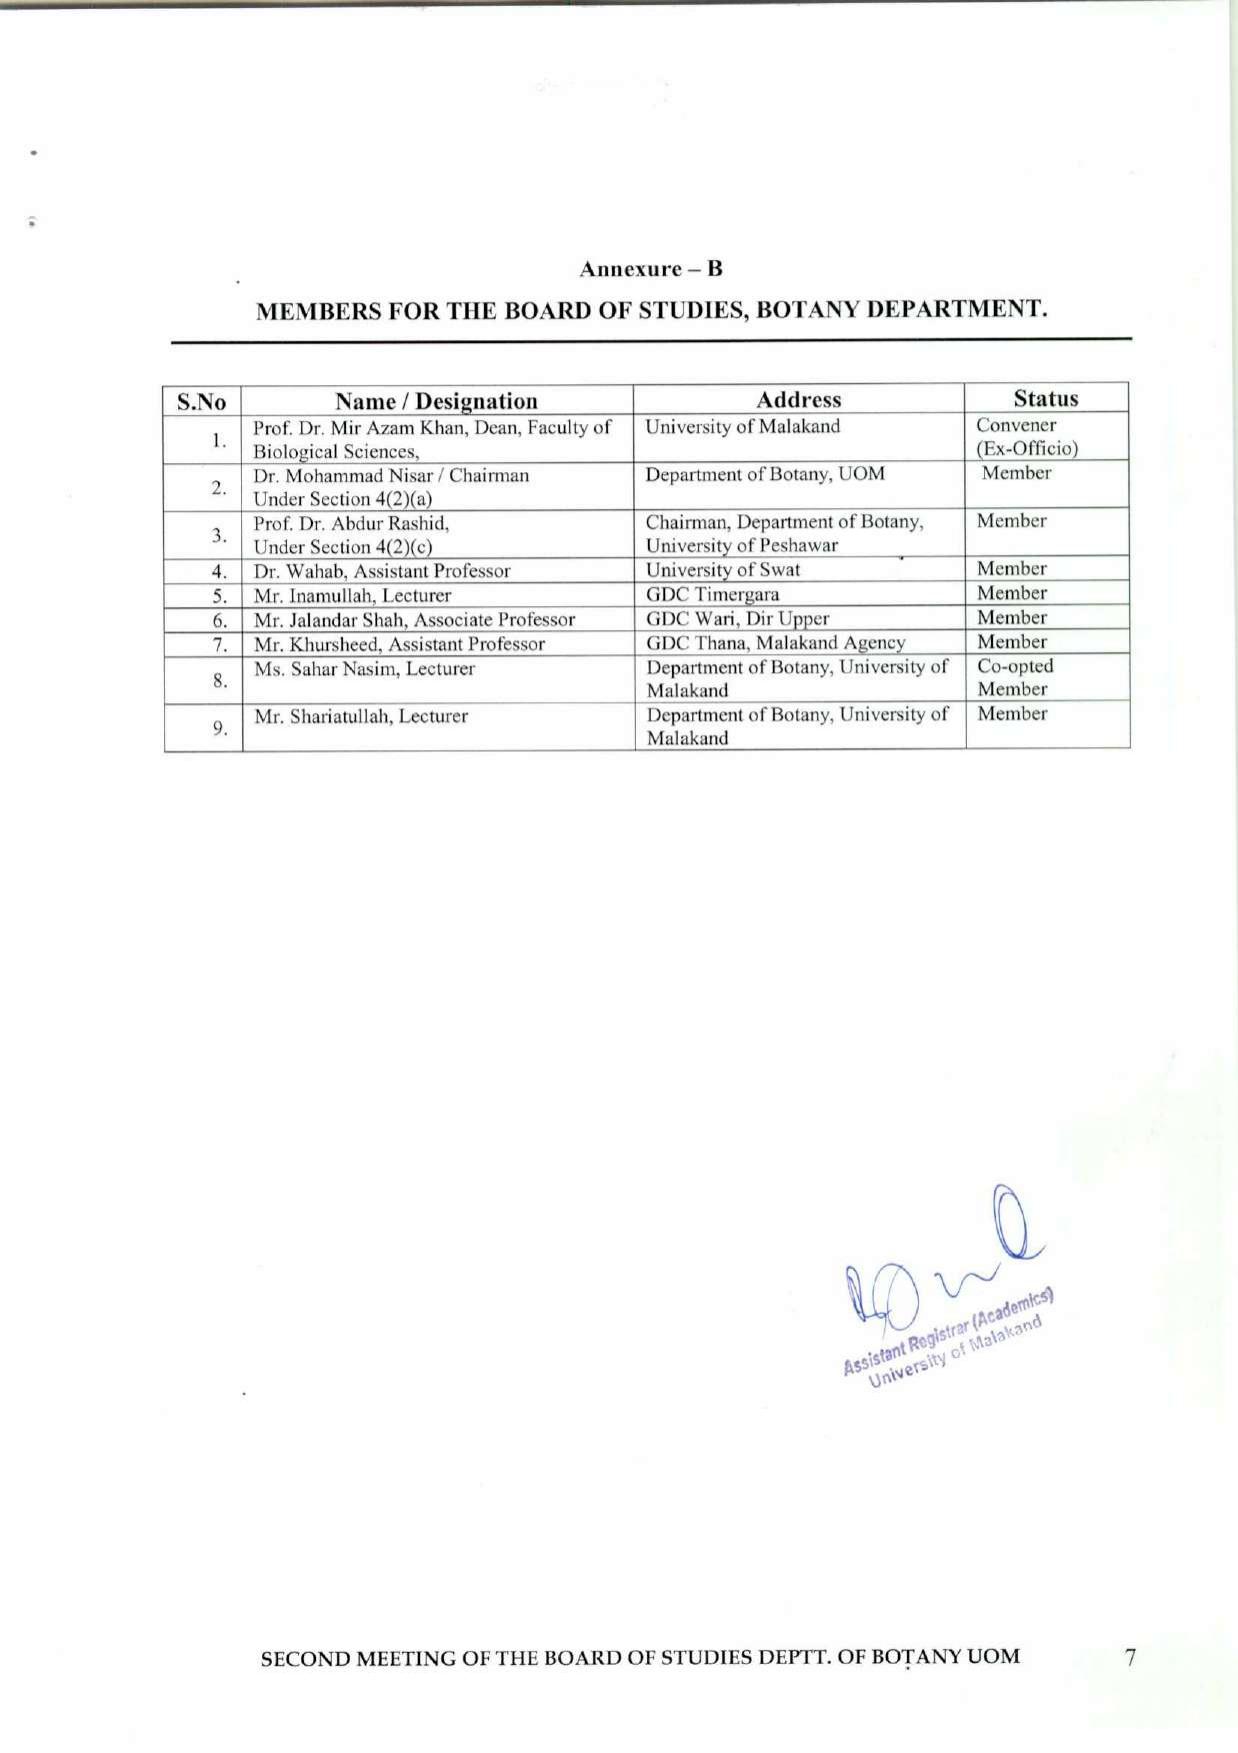 Annexure – B
MEMBERS FOR THE BOARD OF STUDIES, BOTANY DEPARTMENT.
S.No Name / Designation Address Status
1. Prof. Dr. Mir Azam Khan, Dean, Faculty of University of Malakand Convener
Biological Sciences, (Ex-Officio)
2. Dr. Mohammad Nisar / Chairman Department of Botany, UOM Member
Under Section 4(2)(a)
3. Prof. Dr. Abdur Rashid, Chairman, Department of Botany, Member
Under Section 4(2)(c) University of Peshawar
4. Dr. Wahab, Assistant Professor University of Swat Member
5. Mr. Inamullah, Lecturer GDC Timergara Member
6. Mr. Jalandar Shah, Associate Professor GDC Wari, Dir Upper Member
7. Mr. Khursheed, Assistant Professor GDC Thana, Malakand Agency Member
8. Ms. Sahar Nasim, Lecturer Department of Botany, University of Co-opted
Malakand Member
9. Mr. Shariatullah, Lecturer Department of Botany, University of Member
Malakand
Assistant Registrar (Academics)
University of Malakand
SECOND MEETING OF THE BOARD OF STUDIES DEPTT. OF BOTANY UOM 7